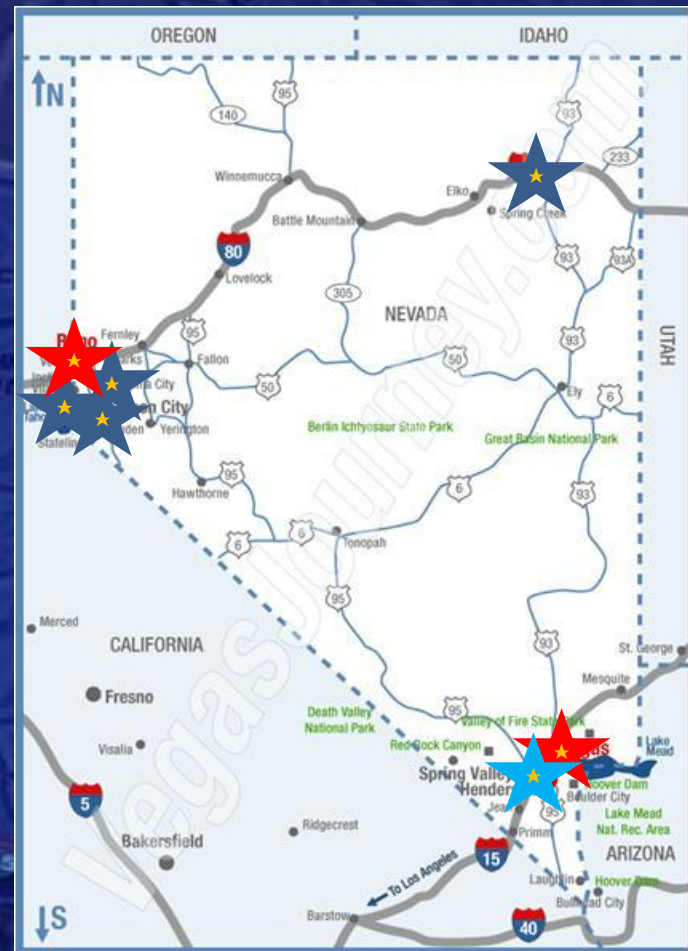 OREGON
IDAHO
N
95
140
93
233
Winnemucca
Elko
Spring Creek
Battle Mountain
80
93
93A
Lovelock
305
NEVADA
UTAH
95
93
Fernley
Fallon
50
50
Ely
6
Yerington
Stateline
Berlin Ichtyosaur State Park
Great Basin National Park
95
Hawthorne
6
93
6
6
Tonopah
95
Merced
CALIFORNIA
93
St. George
Mesquite
Fresno
Death Valley
National Park
95
Valley of Fire State Park
Visalia
Red Rock Canyon
Lake
Mead
Spring Valley
Hoover Dam
5
Boulder City
95
Lake Mead
Nat. Rec. Area
Ridgecrest
Primm
Bakersfield
15
ARIZONA
To Los Angeles
Laughlin
Hoover Dam
Bullhead City
S
Barstow
40
vegasjourney.com